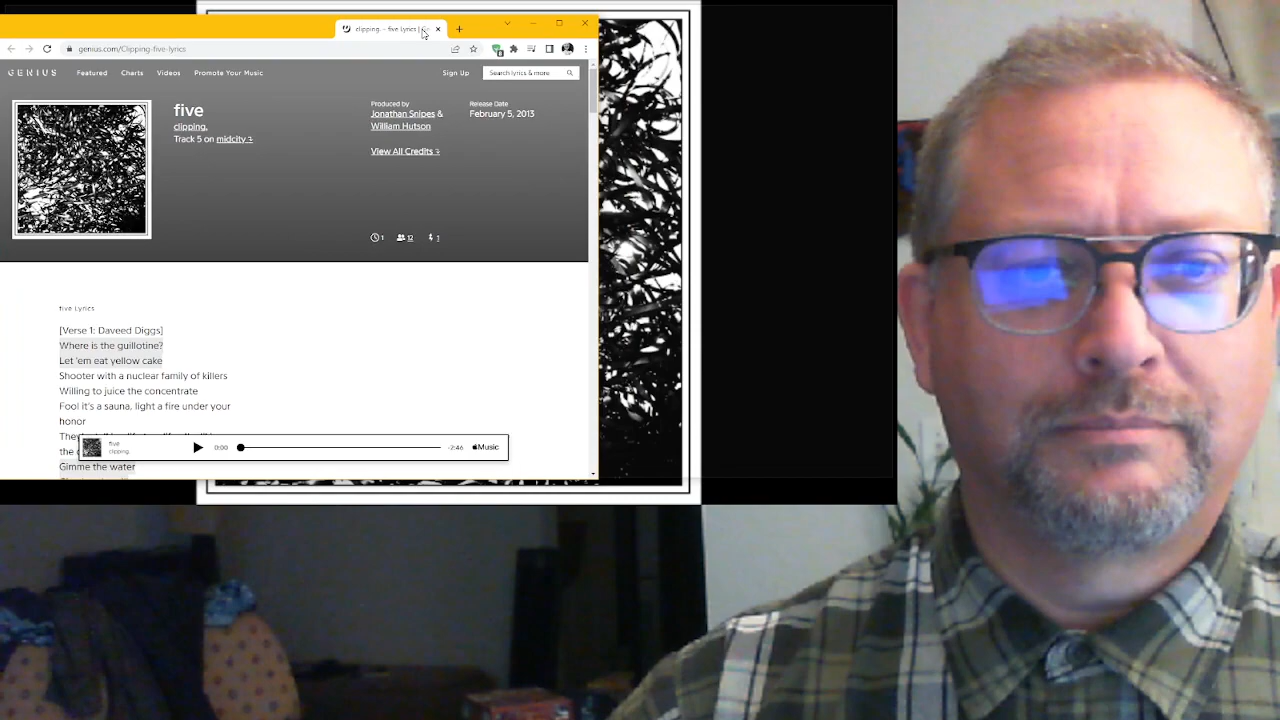 clipping. – five Lyrics |
genius.com/Clipping-five-lyrics
GENIUS Featured Charts Videos Promote Your Music Sign Up Search lyrics & more
five
clipping.
Track 5 on midcity
Produced by
Jonathan Snipes &
William Hutson
View All Credits
Release Date
February 5, 2013
1 12 1
five Lyrics
[Verse 1: Daveed Diggs]
Where is the guillotine?
Let 'em eat yellow cake
Shooter with a nuclear family of killers
Willing to juice the concentrate
Fool it's a sauna, light a fire under your
honor
the
Gimme the water
five
clipping.
0:00 -2:46 Music